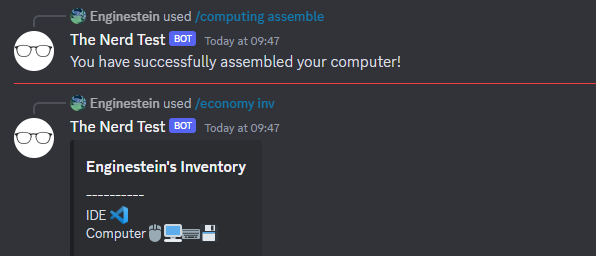 Enginestein used /computing assemble
The Nerd Test BOT Today at 09:47
You have successfully assembled your computer!
Enginestein used /economy inv
The Nerd Test BOT Today at 09:47
Enginestein's Inventory
----------
IDE
Computer